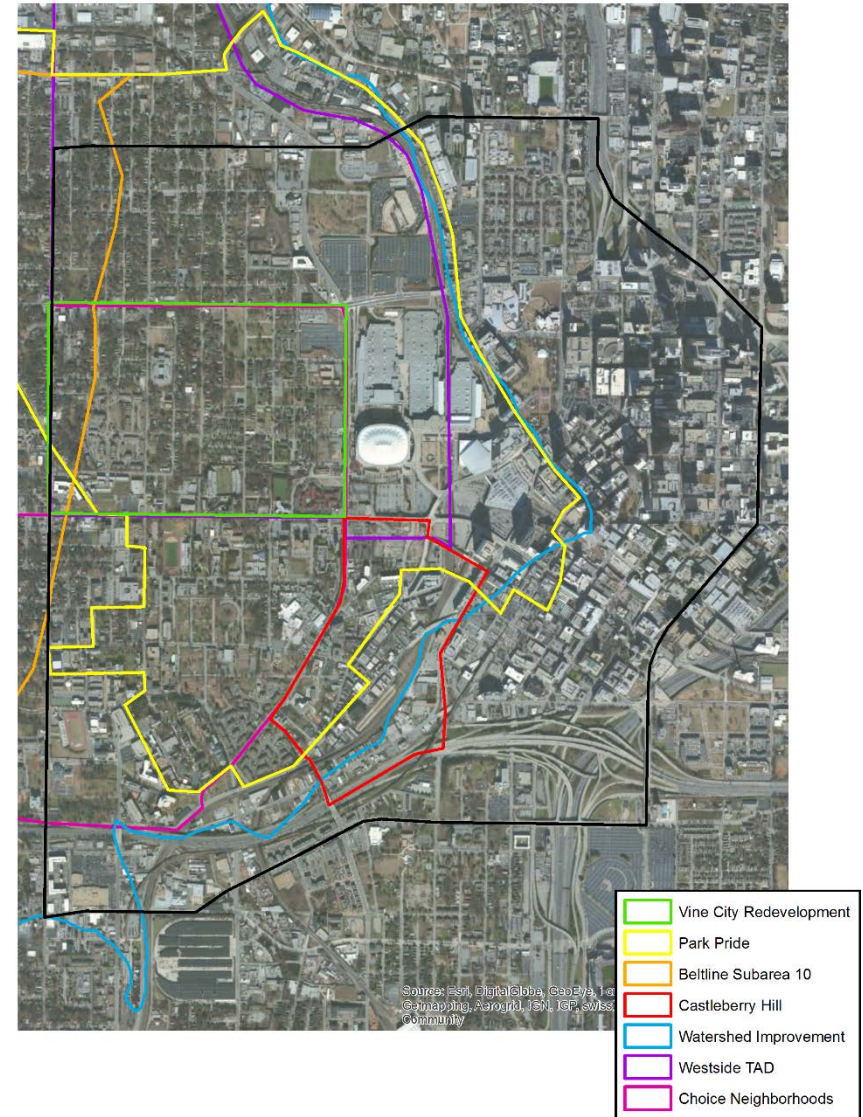 Source: Esri, DigitalGlobe, GeoEye,
Getmapping, Aerogrid, IGN, IGP, swiss
Community
Vine City Redevelopment
Park Pride
Beltline Subarea 10
Castleberry Hill
Watershed Improvement
Westside TAD
Choice Neighborhoods